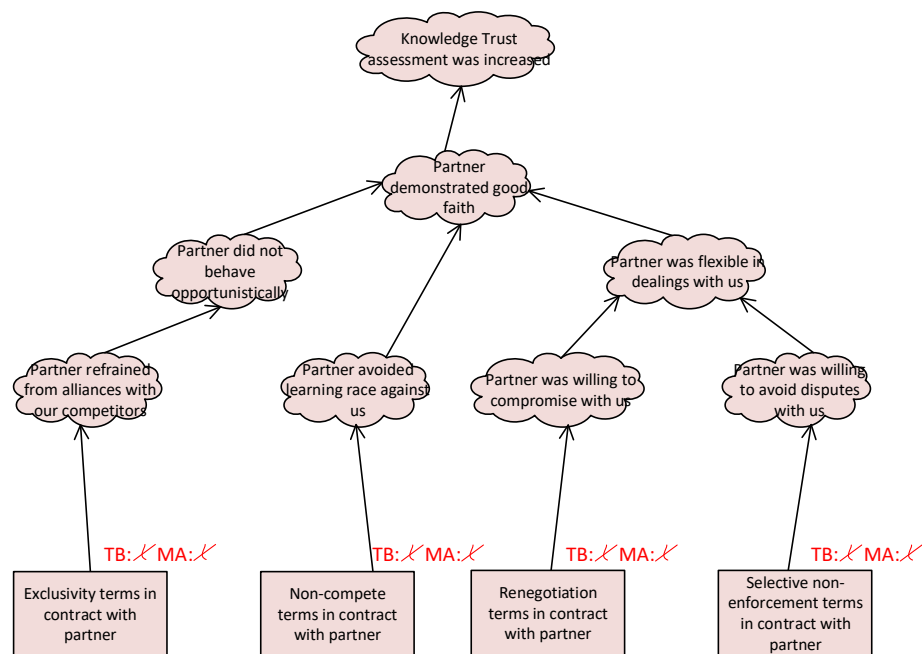 Knowledge Trust
assessment was increased
Partner
demonstrated good
faith
Partner did not
behave
opportunistically
Partner was flexible in
dealings with us
Partner refrained
from alliances with
our competitors
Partner avoided
learning race against
us
Partner was willing to
compromise with us
Partner was willing
to avoid disputes
with us
TB: MA:
TB: MA:
TB: MA:
TB: MA:
Exclusivity terms in
contract with
partner
Non-compete
terms in contract
with partner
Renegotiation
terms in contract
with partner
Selective non-
enforcement terms
in contract with
partner